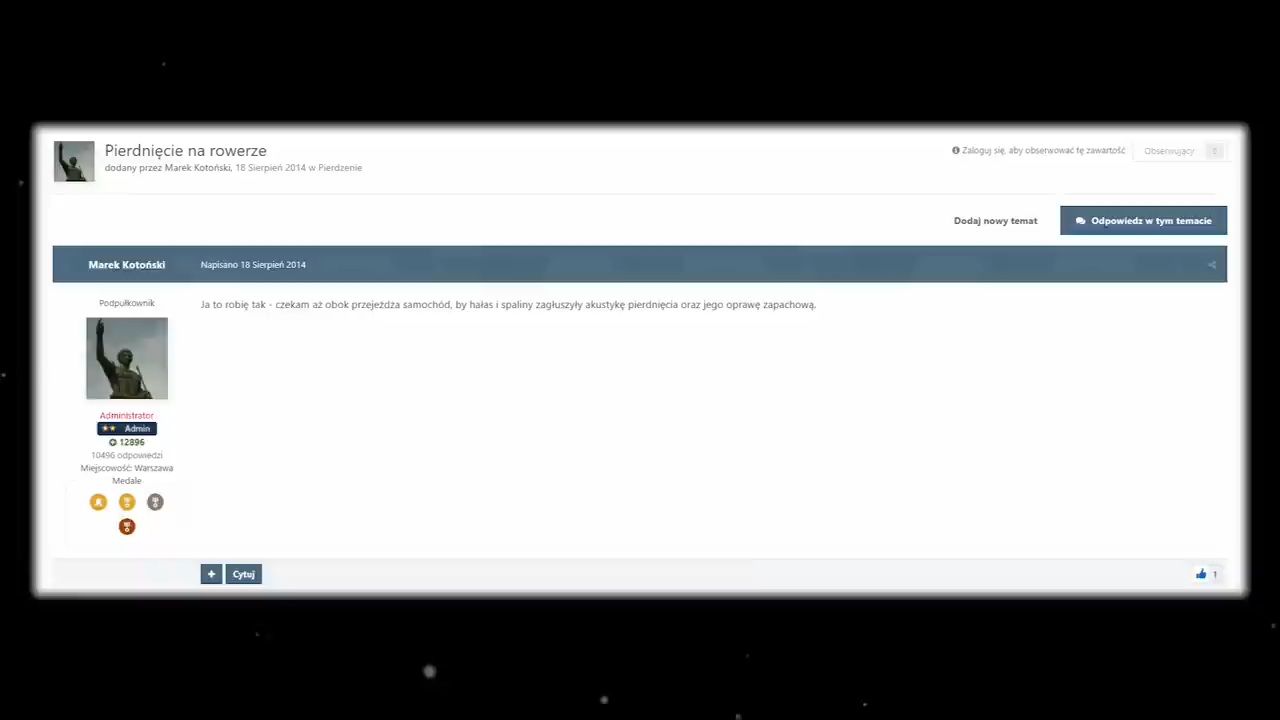 Pierdnięcie na rowerze
dodany przez Marek Kotoński, 18 Sierpień 2014 w Pierdzenie
Zaloguj się, aby obserwować tę zawartość
Obserwujący 0
Dodaj nowy temat
Odpowiedz w tym temacie
Marek Kotoński
Napisano 18 Sierpień 2014
Podpułkownik
Ja to robię tak - czekam aż obok przejeżdża samochód, by hałas i spaliny zagłuszyły akustykę pierdnięcia oraz jego oprawę zapachową.
Administrator
Admin
12896
10496 odpowiedzi
Miejscowość: Warszawa
Medale
+ Cytuj
1